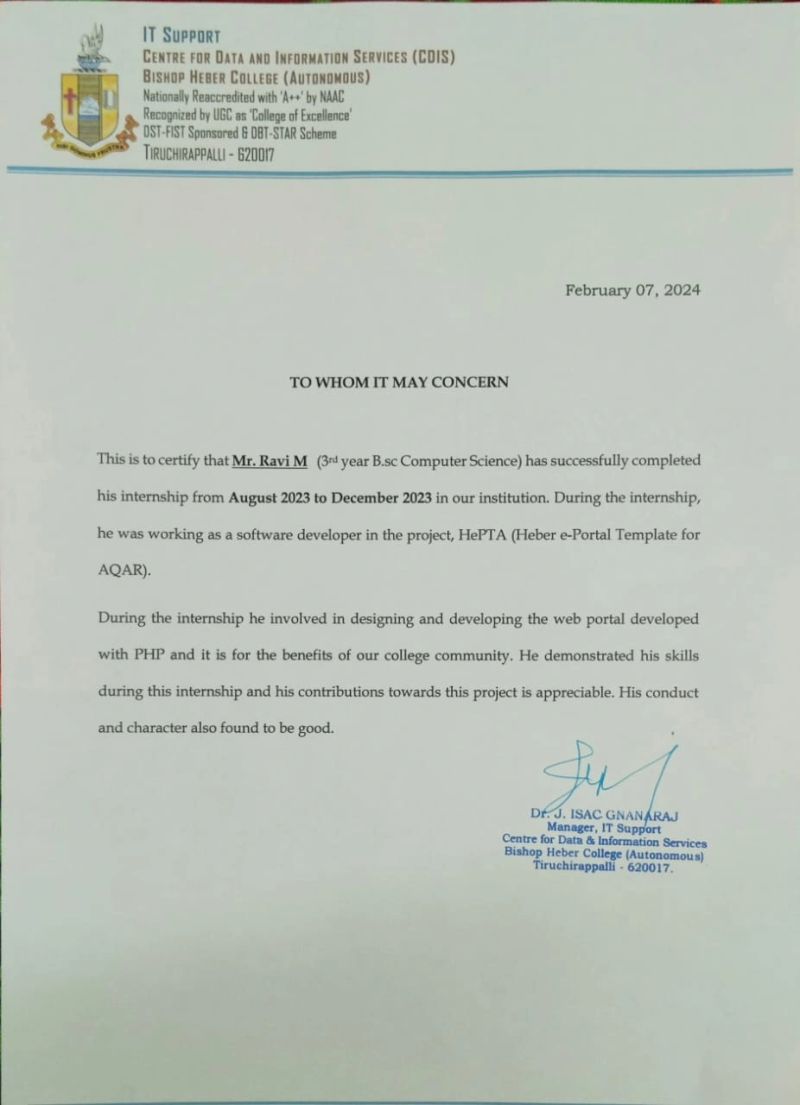 IT Support
Centre for Data and Information Services (CDIS)
Bishop Heber College (Autonomous)
Nationally Reaccredited with 'A++' by NAAC
Recognized by UGC as 'College of Excellence'
DST-FIST Sponsored & DBT-STAR Scheme
Tiruchirappalli - 620017
February 07, 2024
TO WHOM IT MAY CONCERN
This is to certify that Mr. Ravi M (3rd year B.sc Computer Science) has successfully completed
his internship from August 2023 to December 2023 in our institution. During the internship,
he was working as a software developer in the project, HePTA (Heber e-Portal Template for
AQAR).
During the internship he involved in designing and developing the web portal developed
with PHP and it is for the benefits of our college community. He demonstrated his skills
during this internship and his contributions towards this project is appreciable. His conduct
and character also found to be good.
Dr. J. ISAC GNANARAJ
Manager, IT Support
Centre for Data & Information Services
Bishop Heber College (Autonomous)
Tiruchirappalli - 620017.